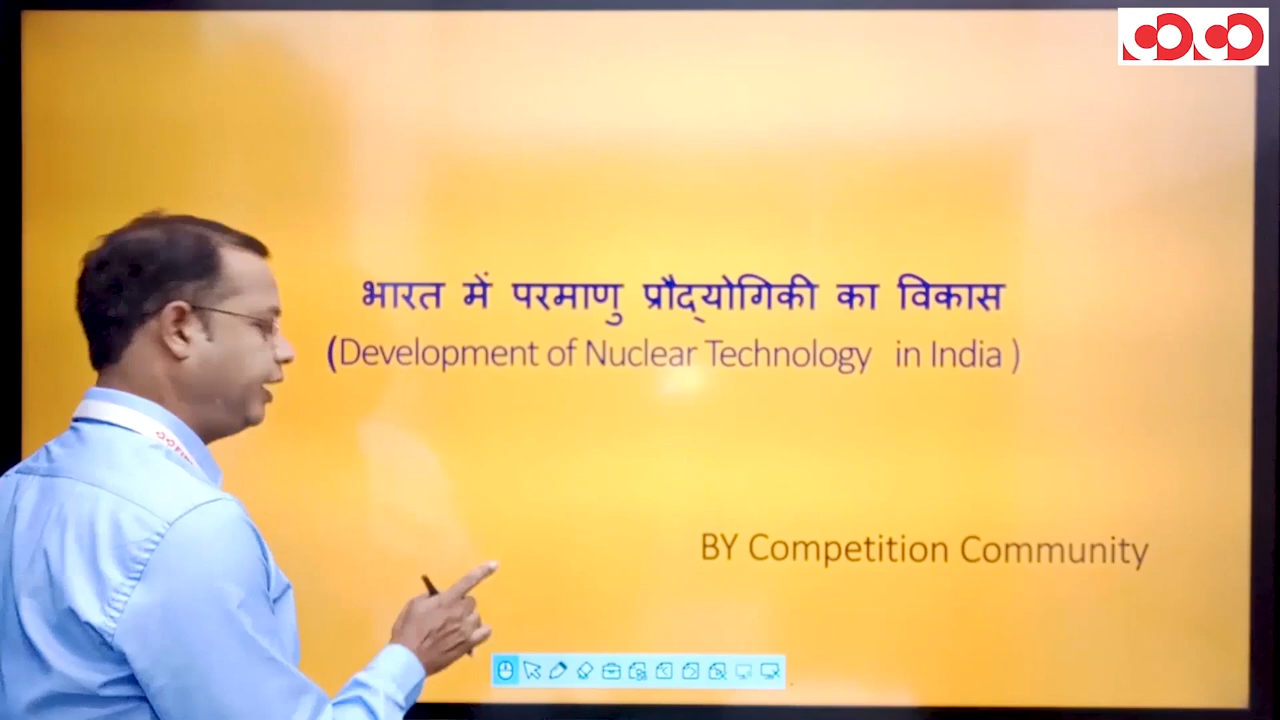 भारत में परमाणु प्रौद्योगिकी का विकास
(Development of Nuclear Technology in India )
BY Competition Community